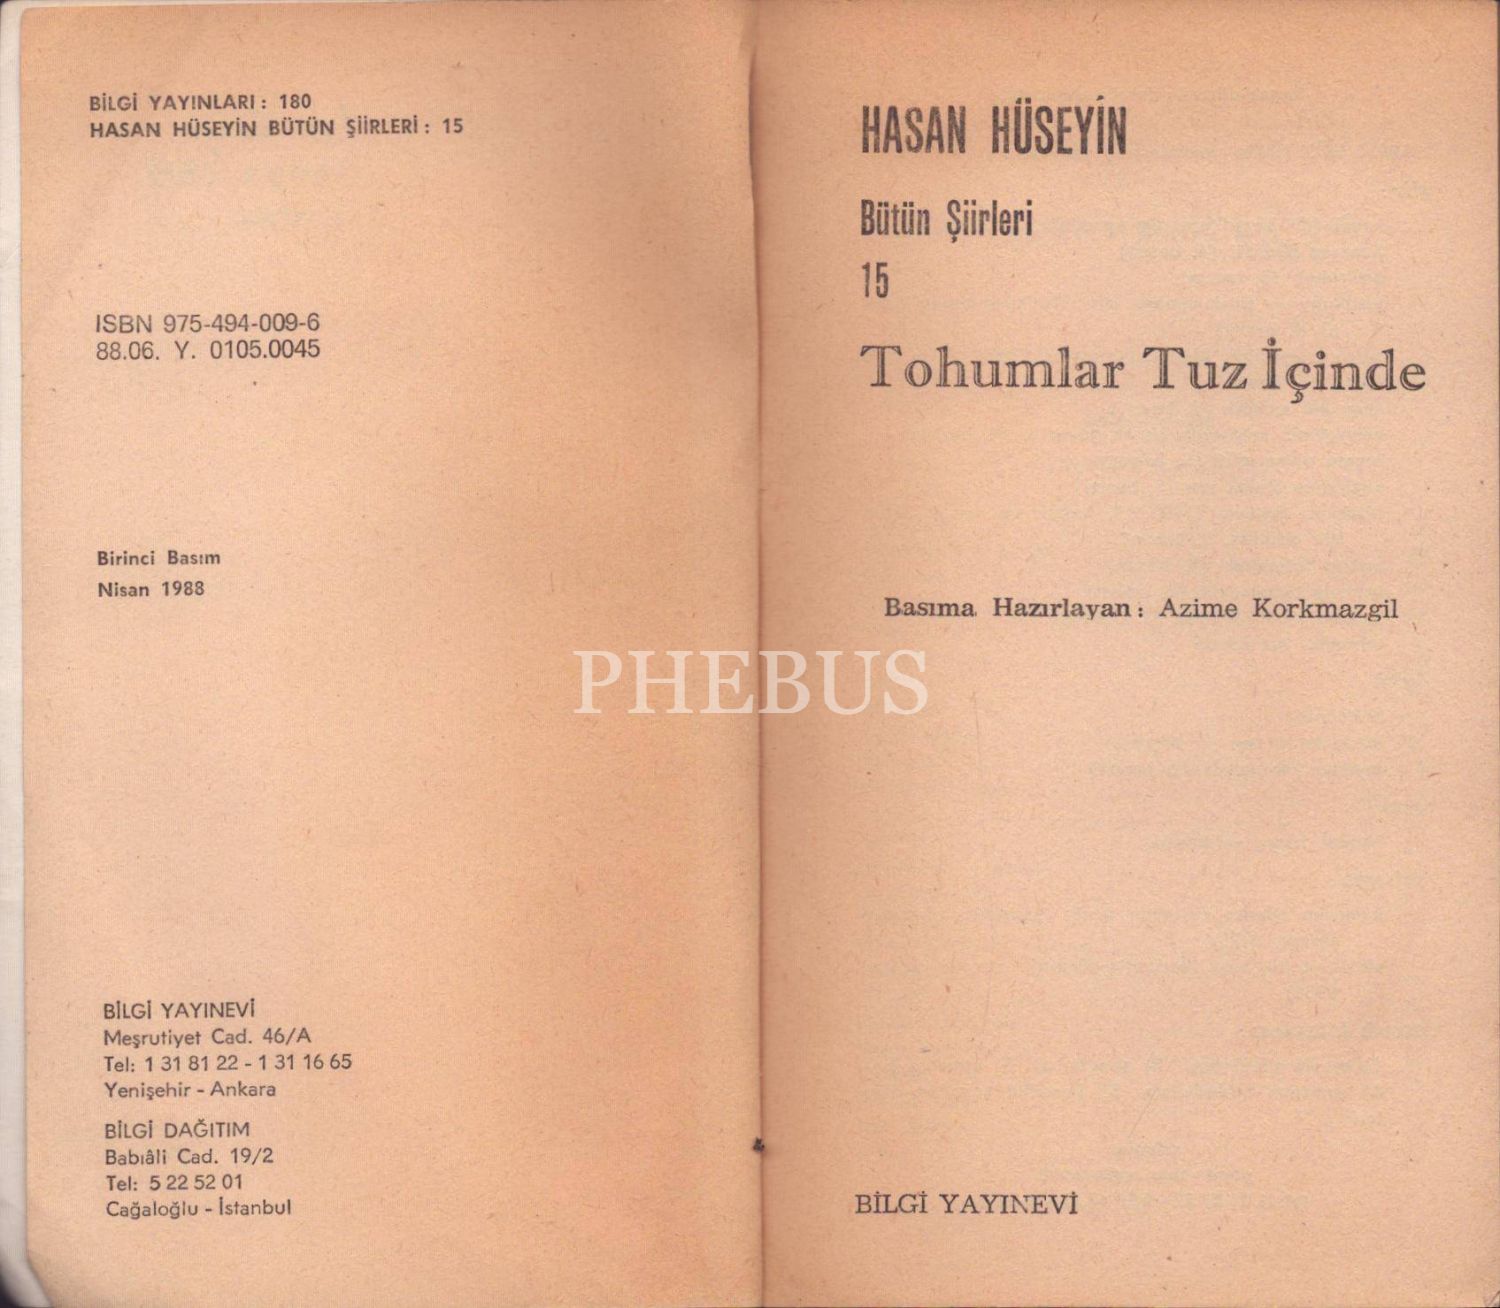 BİLGİ YAYINLARI : 180
HASAN HÜSEYİN BÜTÜN ŞİİRLERİ : 15
ISBN 975-494-009-6
88.06. Y. 0105.0045
Birinci Basım
Nisan 1988
BİLGİ YAYINEVİ
Meşrutiyet Cad. 46/A
Tel: 1 31 81 22 - 1 31 16 65
Yenişehir - Ankara
BİLGİ DAĞITIM
Babıâli Cad. 19/2
Tel: 5 22 52 01
Cağaloğlu - İstanbul
HASAN HÜSEYİN
Bütün Şiirleri
15
Tohumlar Tuz İçinde
Basıma Hazırlayan : Azime Korkmazgil
BİLGİ YAYINEVİ
PHEBUS